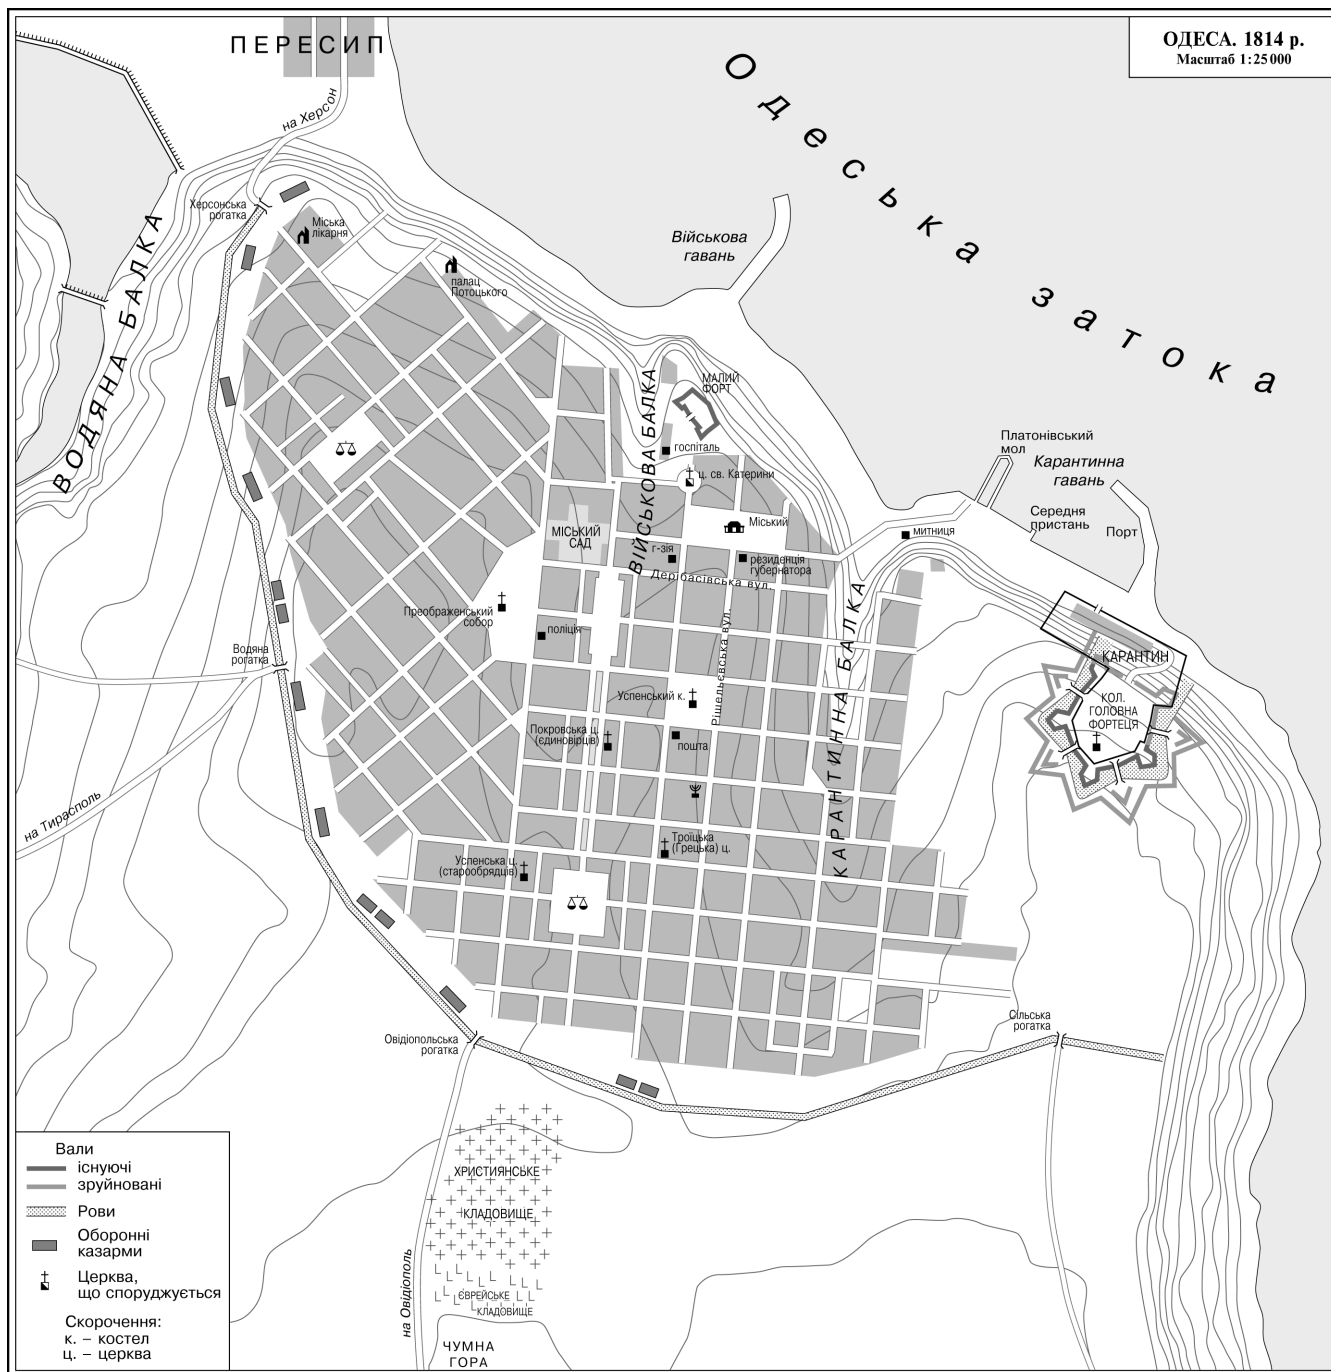 ОДЕСА. 1814 р.
Масштаб 1:25 000
ПЕРЕСИП
Одеська затока
на Херсон
Херсонська
рогатка
Міська
лікарня
палац
Потоцького
ВОДЯНА БАЛКА
Військова
гавань
МАЛИЙ
ФОРТ
ВІЙСЬКОВА БАЛКА
госпіталь
ц. св. Катерини
Платонівський
мол
Карантинна
гавань
Середня
пристань
Порт
митниця
МІСЬКИЙ
САД
Міський
г-зія
резиденція
губернатора
Дерібасівська вул.
Преображенський
собор
поліція
Рішельєвська вул.
КАРАНТИННА БАЛКА
Водяна
рогатка
КАРАНТИН
КОЛ.
ГОЛОВНА
ФОРТЕЦЯ
Успенський к.
Покровська ц.
(єдиновірців)
пошта
на Тирасполь
Троїцька
(Грецька) ц.
Успенська ц.
(старообрядців)
Сільська
рогатка
Овідіопольська
рогатка
ХРИСТИЯНСЬКЕ
КЛАДОВИЩЕ
ЄВРЕЙСЬКЕ
КЛАДОВИЩЕ
на Овідіополь
ЧУМНА
ГОРА
Вали
існуючі
зруйновані
Рови
Оборонні
казарми
Церква,
що споруджується
Скорочення:
к. – костел
ц. – церква